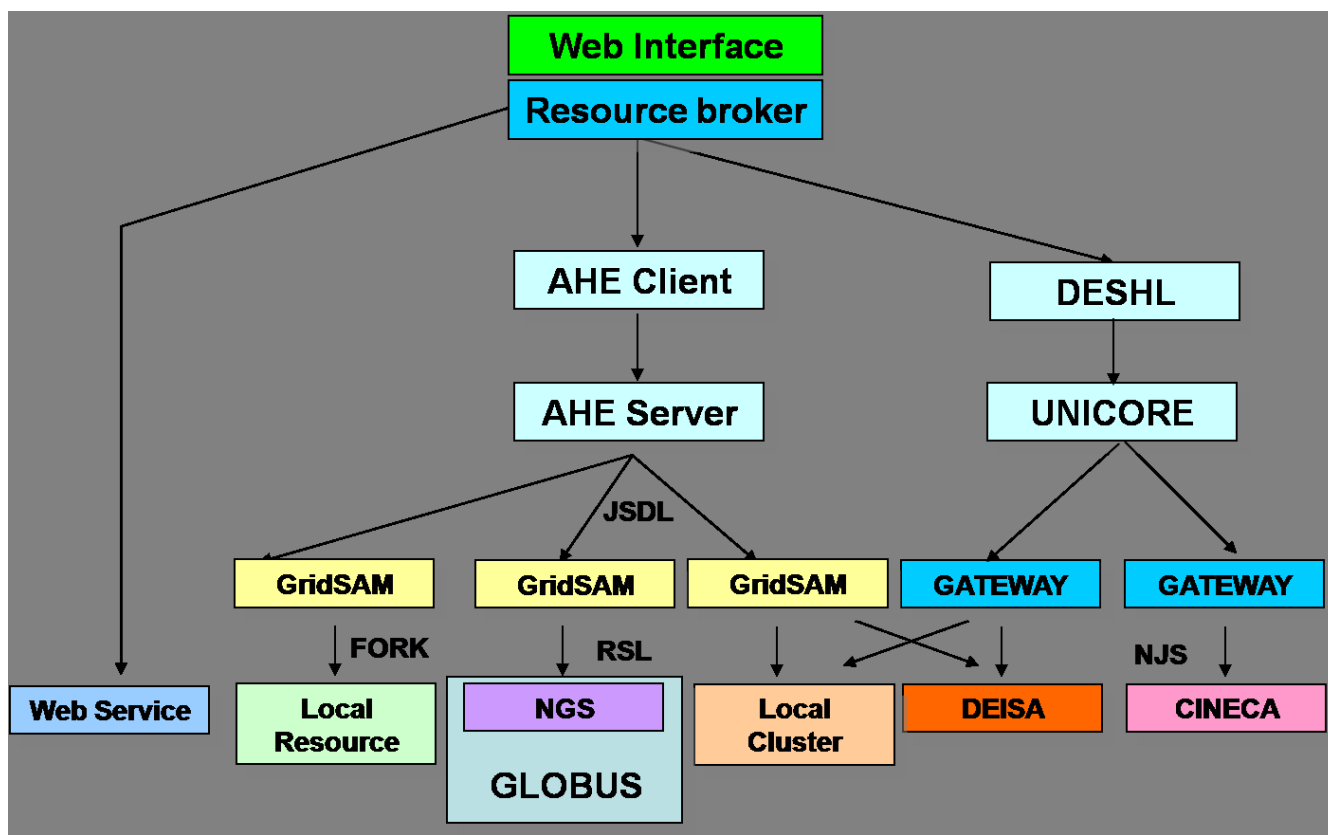 Web Interface
Resource broker
AHE Client
DESHL
AHE Server
UNICORE
JSDL
GridSAM
GridSAM
GridSAM
GATEWAY
GATEWAY
FORK
RSL
NJS
Web Service
Local
Resource
NGS
GLOBUS
Local
Cluster
DEISA
CINECA